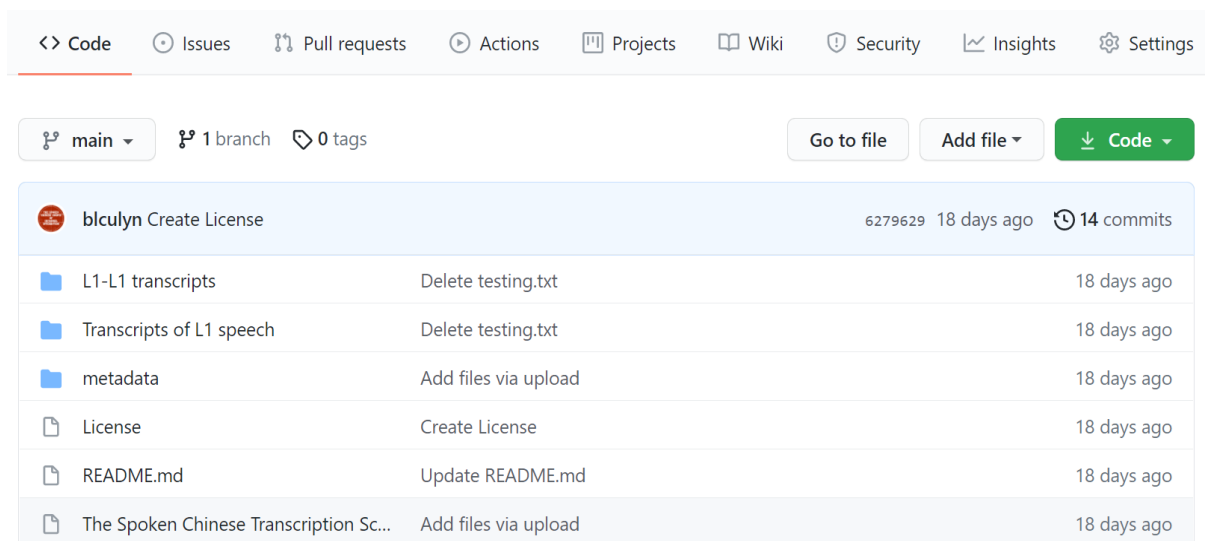 Code Issues Pull requests Actions Projects Wiki Security Insights Settings
main 1 branch 0 tags Go to file Add file Code
blculyn Create License 6279629 18 days ago 14 commits
L1-L1 transcripts Delete testing.txt 18 days ago
Transcripts of L1 speech Delete testing.txt 18 days ago
metadata Add files via upload 18 days ago
License Create License 18 days ago
README.md Update README.md 18 days ago
The Spoken Chinese Transcription Sc... Add files via upload 18 days ago